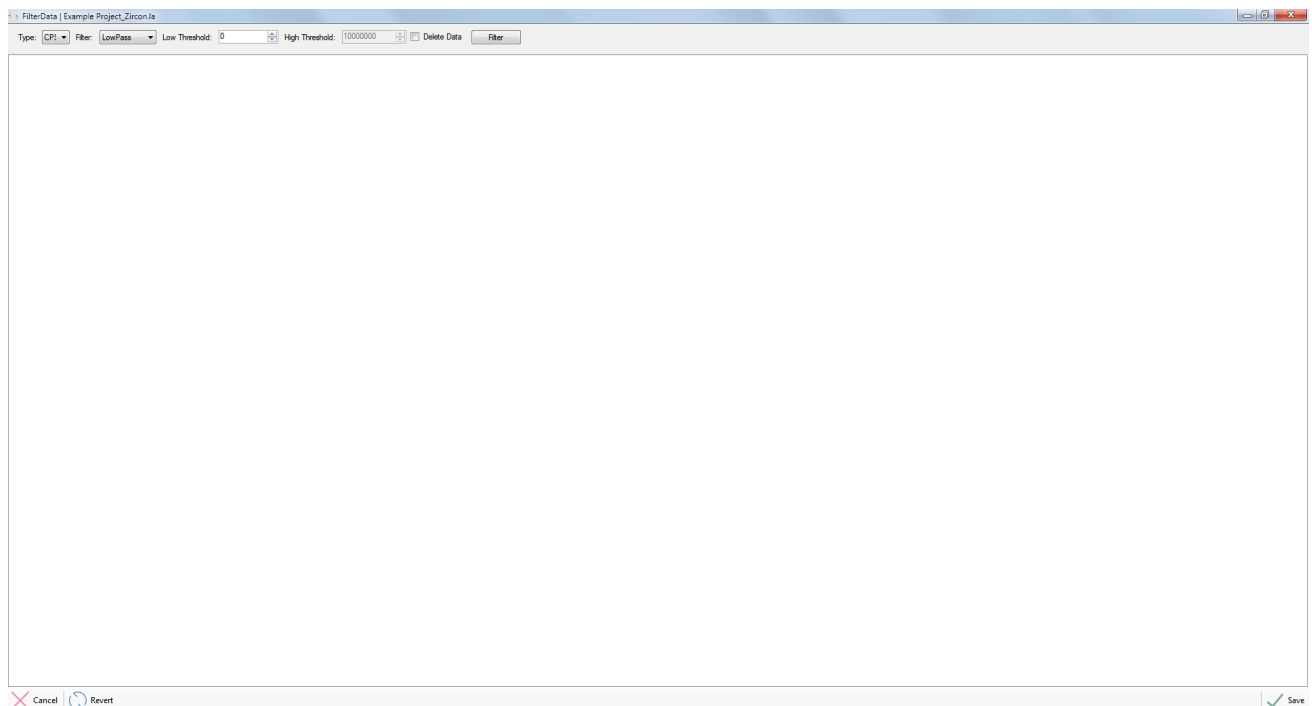 FilterData | Example Project_Zircon.la
Type: CPS Filter: LowPass Low Threshold: 0 High Threshold: 10000000 Delete Data Filter
Cancel Revert Save